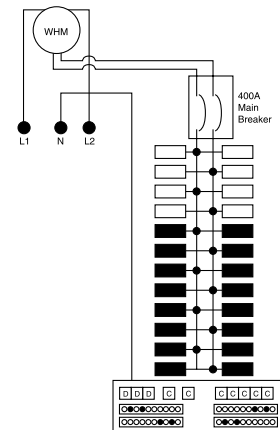 WHM
400A
Main
Breaker
L1 N L2
D D D C C C C C C C